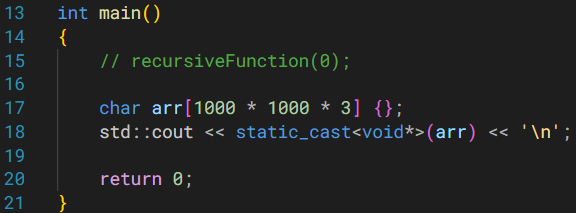 13 int main()
14 {
15     // recursiveFunction(0);
16
17     char arr[1000 * 1000 * 3] {};
18     std::cout << static_cast<void*>(arr) << '\n';
19
20     return 0;
21 }